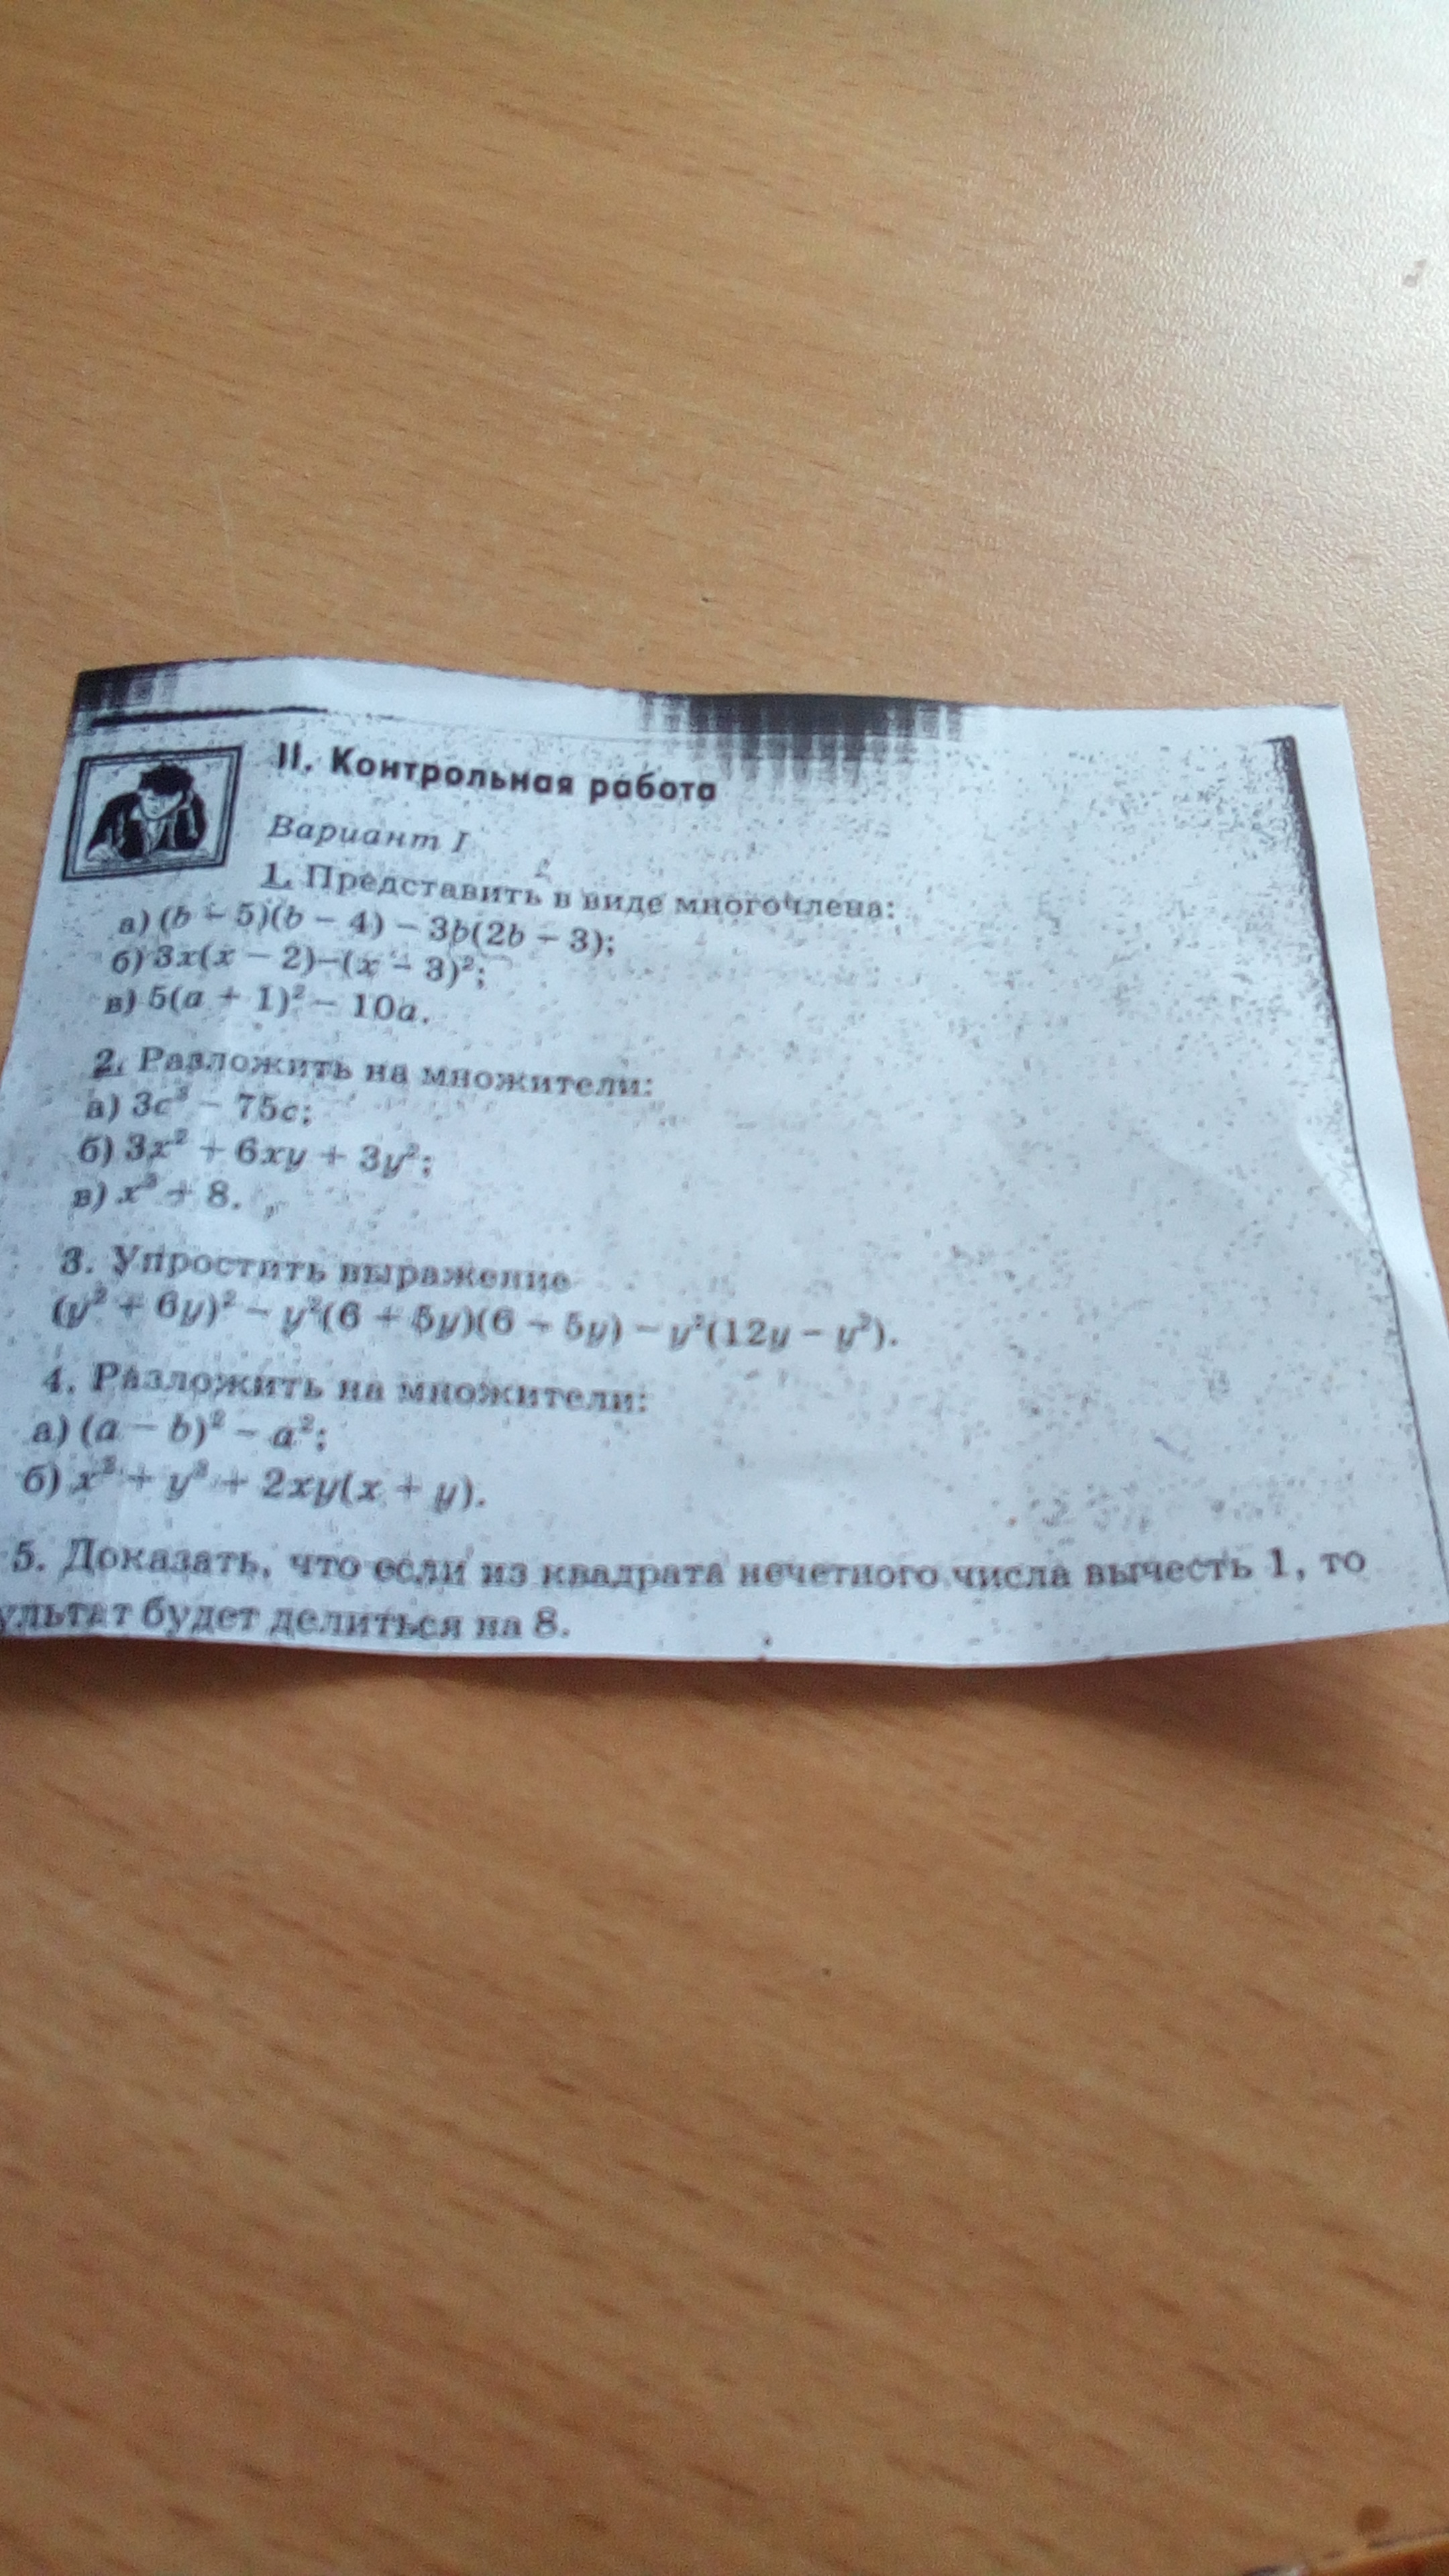 II. Контрольная работа
Вариант I
1. Представить в виде многочлена:
а) (b – 5)(b – 4) – 3b(2b – 3);
б) 3x(x – 2) – (x – 3)²;
в) 5(a + 1)² – 10a.
2. Разложить на множители:
а) 3c³ – 75c;
б) 3x² + 6xy + 3y²;
в) x³ + 8.
3. Упростить выражение
(y² + 6y)² – y²(6 + 5y)(6 – 5y) – y²(12y – y²).
4. Разложить на множители:
а) (a – b)² – a²;
б) x³ + y³ + 2xy(x + y).
5. Доказать, что если из квадрата нечетного числа вычесть 1, то
ультат будет делиться на 8.